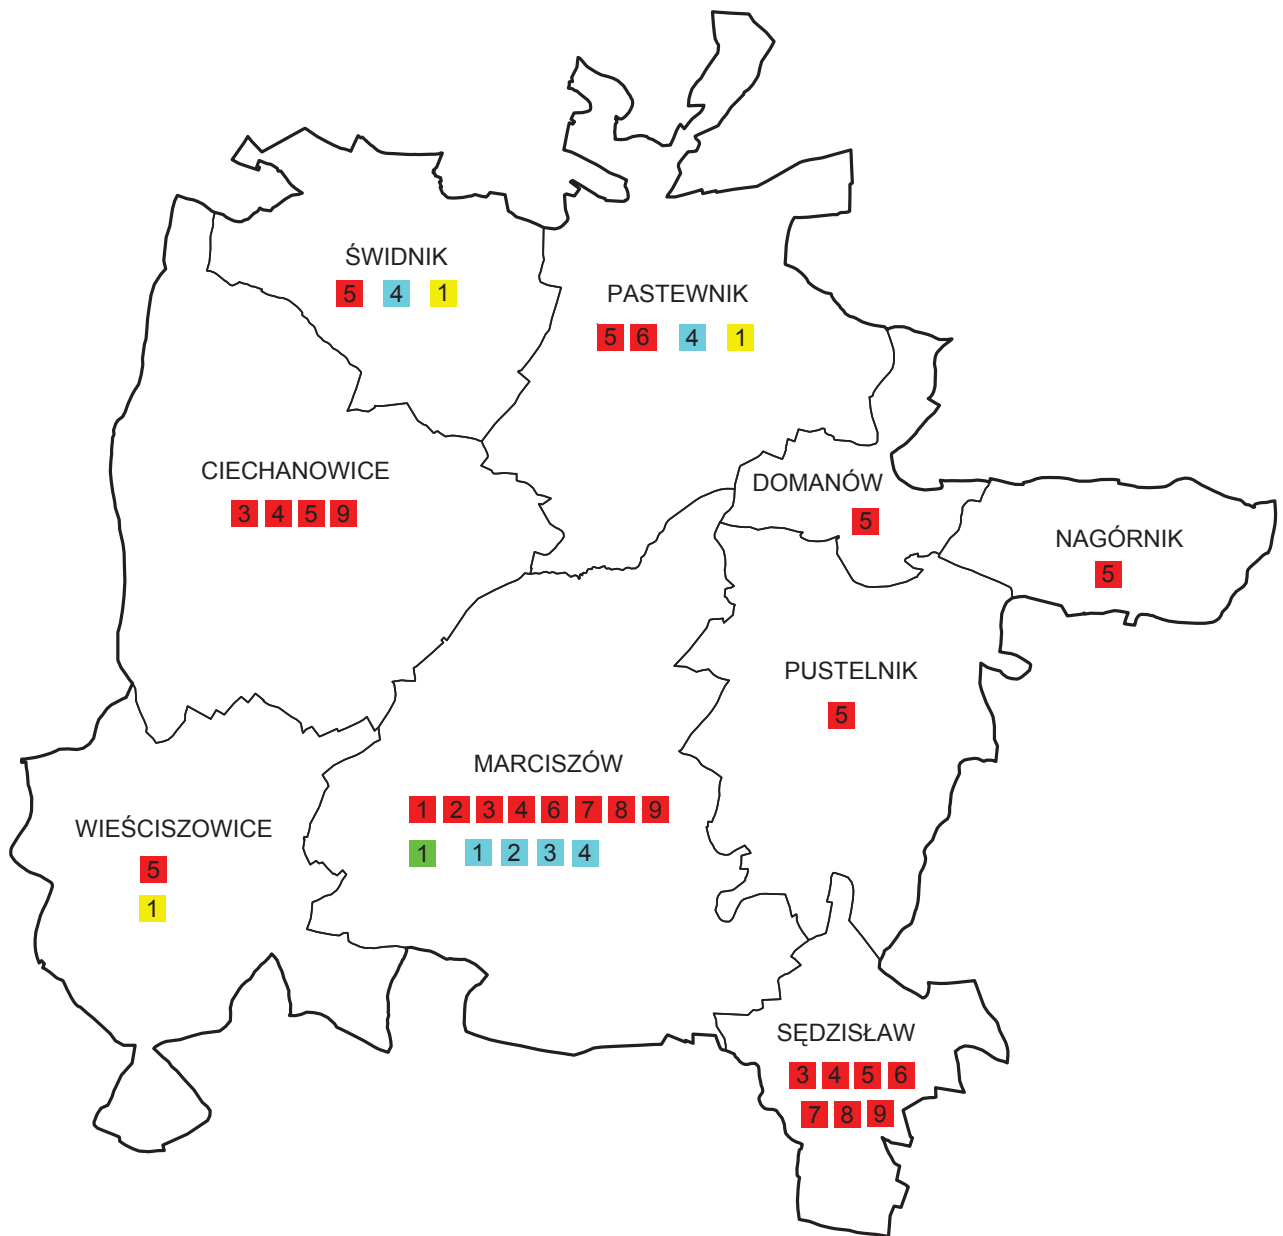 ŚWIDNIK
5 4 1
PASTEWNIK
5 6 4 1
CIECHANOWICE
3 4 5 9
DOMANÓW
5
NAGÓRNIK
5
PUSTELNIK
5
MARCISZÓW
1 2 3 4 6 7 8 9
1 1 2 3 4
WIEŚCISZOWICE
5
1
SĘDZISŁAW
3 4 5 6
7 8 9